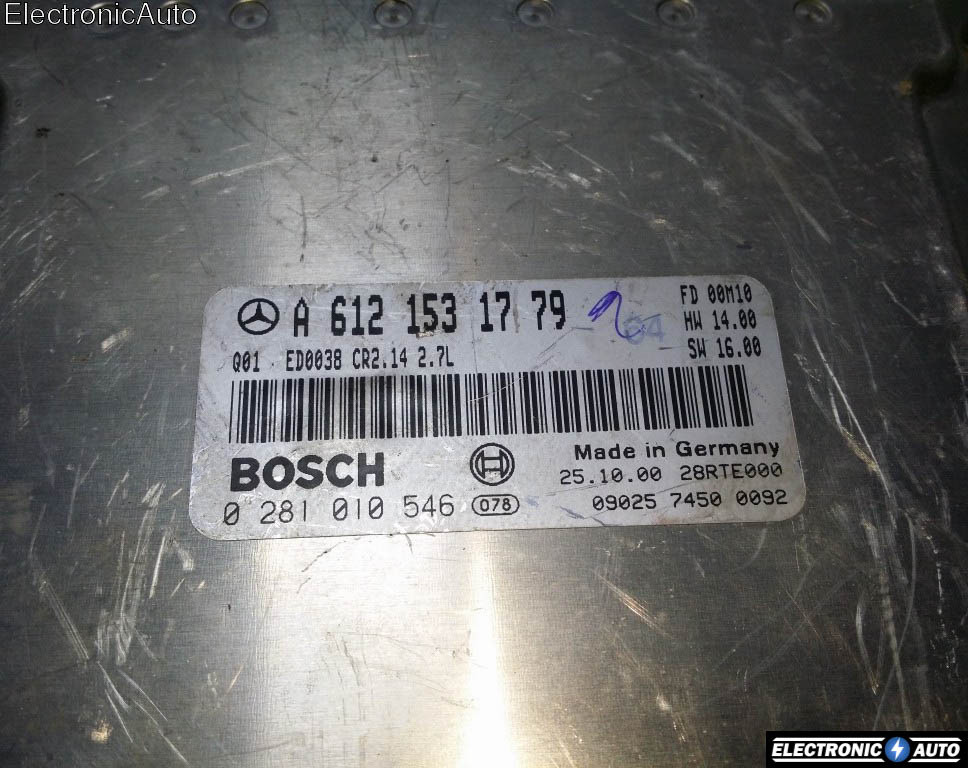 ElectronicAuto
A 612 153 17 79
FD 00M10
HW 14.00
SW 16.00
Q01 ED0038 CR2.14 2.7L
BOSCH
Made in Germany
25.10.00 28RTE000
0 281 010 546 078
09025 7450 0092
ELECTRONIC AUTO